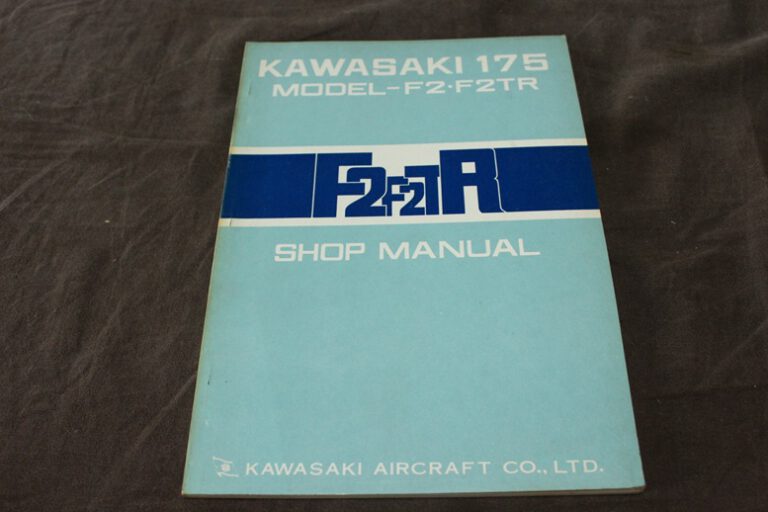 KAWASAKI 175
MODEL-F2·F2TR
F2F2TR
SHOP MANUAL
KAWASAKI AIRCRAFT CO., LTD.